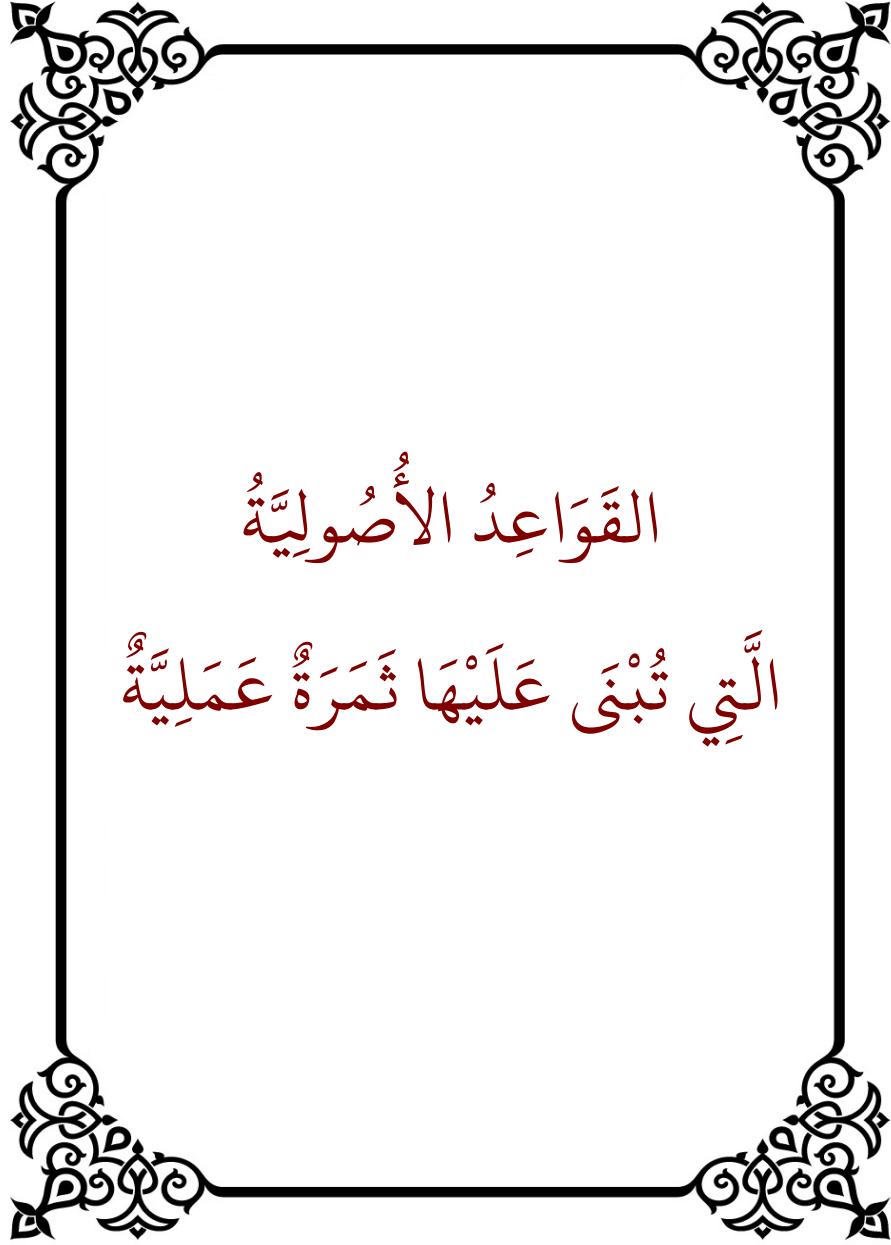 القَوَاعِدُ الأُصُولِيَّةُ
الَّتِي تُبْنَى عَلَيْهَا ثَمَرَةٌ عَمَلِيَّةٌ